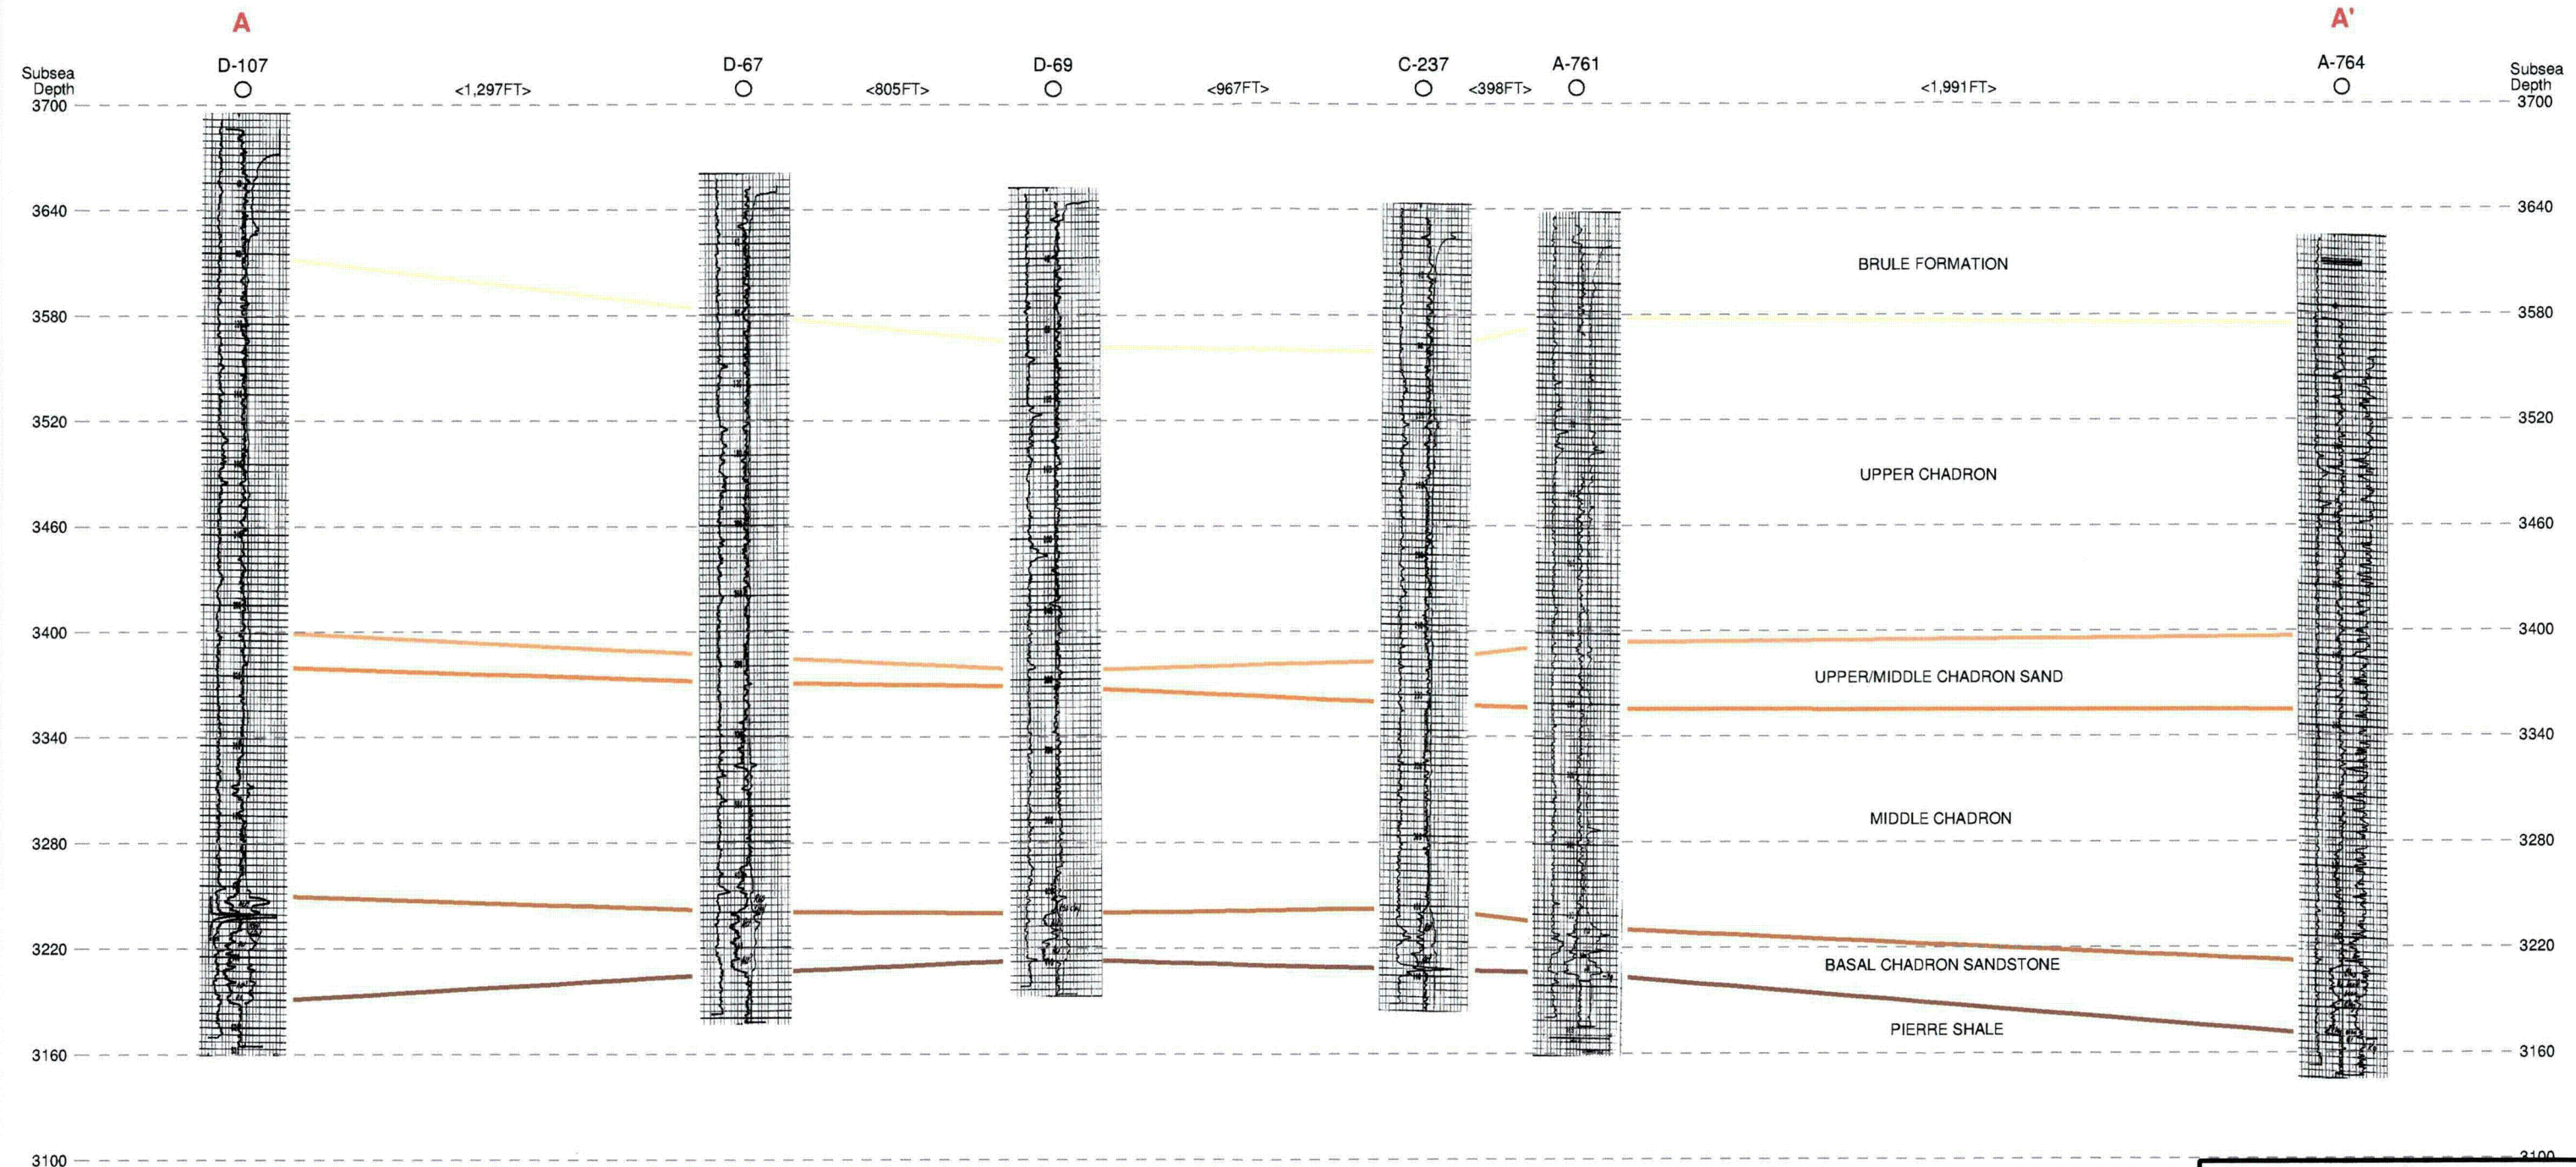 A
A'
D-107
D-67
D-69
C-237
A-761
A-764
Subsea
Depth
<1,297FT>
<805FT>
<967FT>
<398FT>
<1,991FT>
Subsea
Depth
3700
3700
3640
3640
BRULE FORMATION
3580
3580
3520
3520
UPPER CHADRON
3460
3460
3400
3400
UPPER/MIDDLE CHADRON SAND
3340
3340
MIDDLE CHADRON
3280
3280
3220
3220
BASAL CHADRON SANDSTONE
PIERRE SHALE
3160
3160
3100
3100